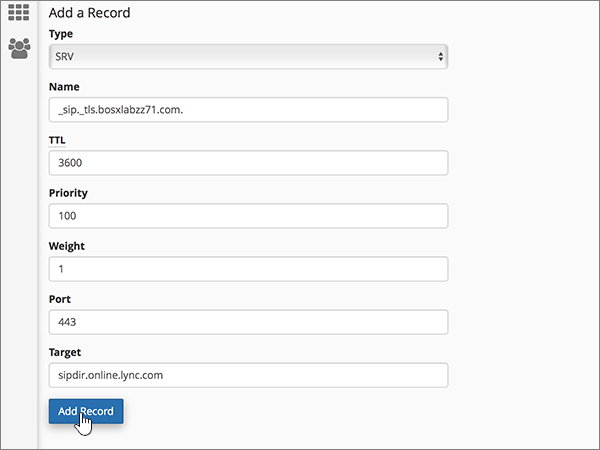 Add a Record
Type
SRV
Name
_sip._tls.bosxlabzz71.com.
TTL
3600
Priority
100
Weight
1
Port
443
Target
sipdir.online.lync.com
Add Record